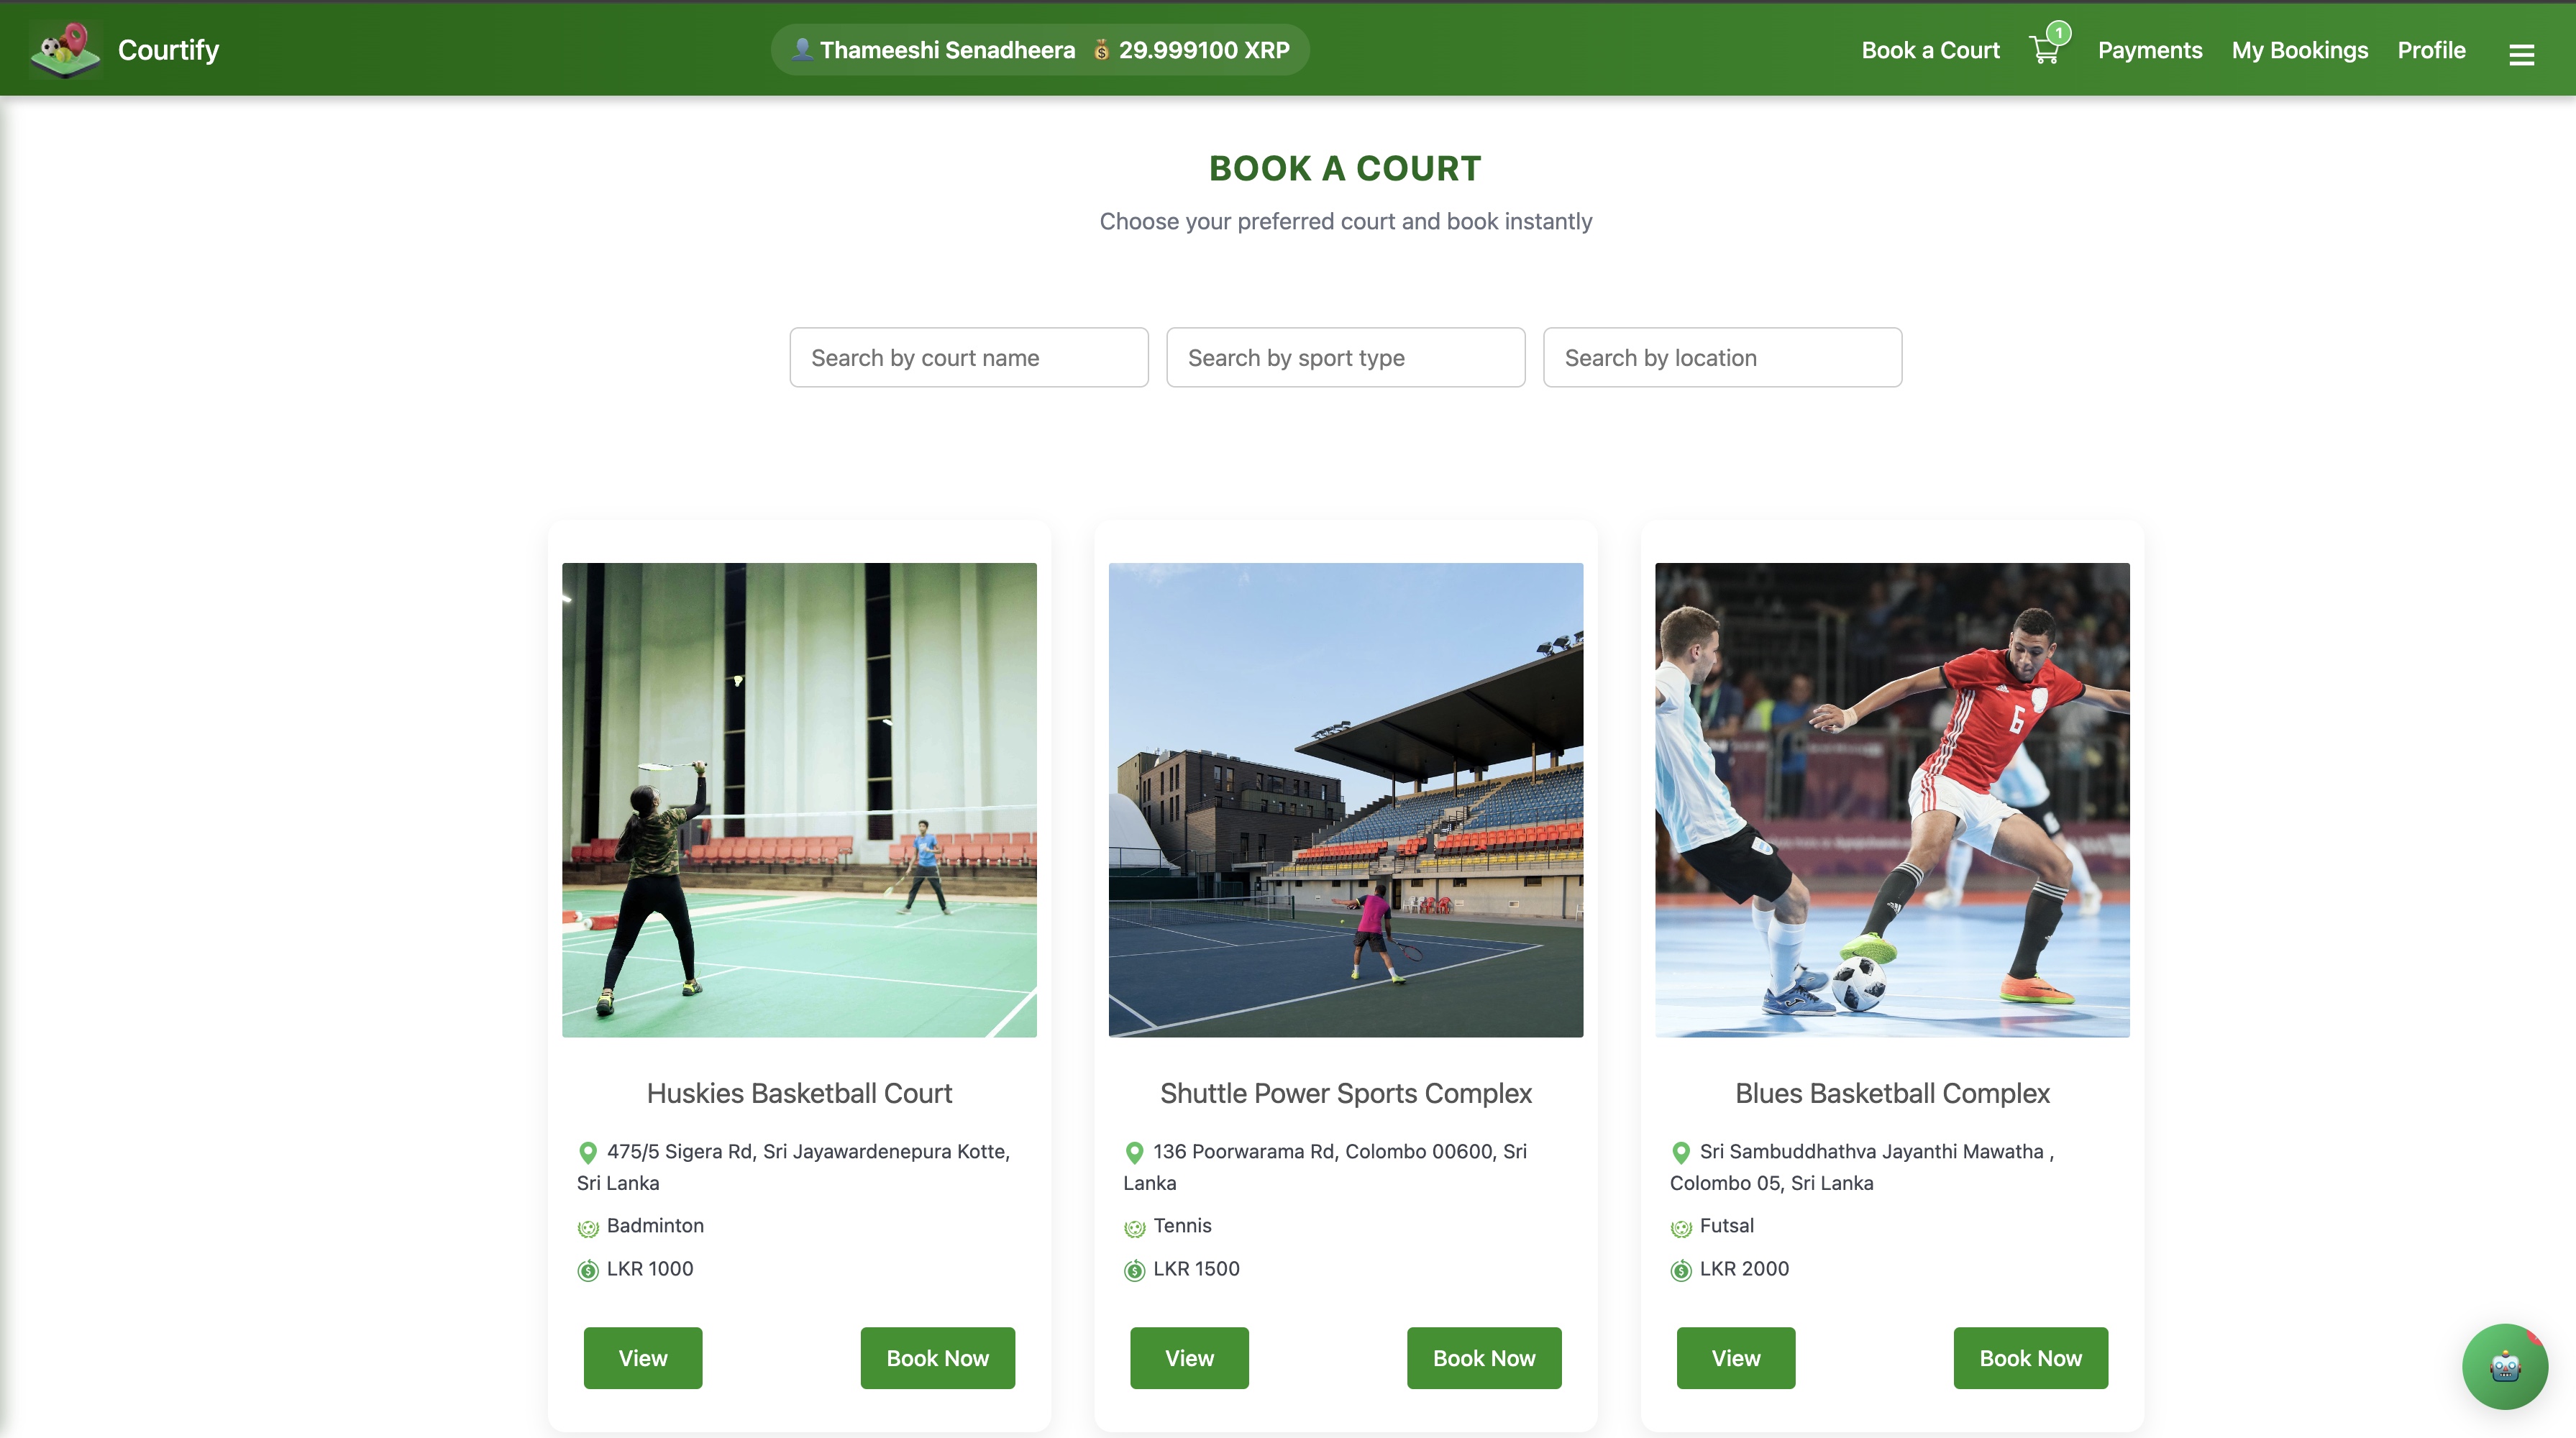 Courtify
Thameeshi Senadheera 29.999100 XRP
Book a Court
1
Payments
My Bookings
Profile
BOOK A COURT
Choose your preferred court and book instantly
Search by court name
Search by sport type
Search by location
6
Huskies Basketball Court
475/5 Sigera Rd, Sri Jayawardenepura Kotte,
Sri Lanka
Badminton
LKR 1000
View
Book Now
Shuttle Power Sports Complex
136 Poorwarama Rd, Colombo 00600, Sri
Lanka
Tennis
LKR 1500
View
Book Now
Blues Basketball Complex
Sri Sambuddhathva Jayanthi Mawatha ,
Colombo 05, Sri Lanka
Futsal
LKR 2000
View
Book Now